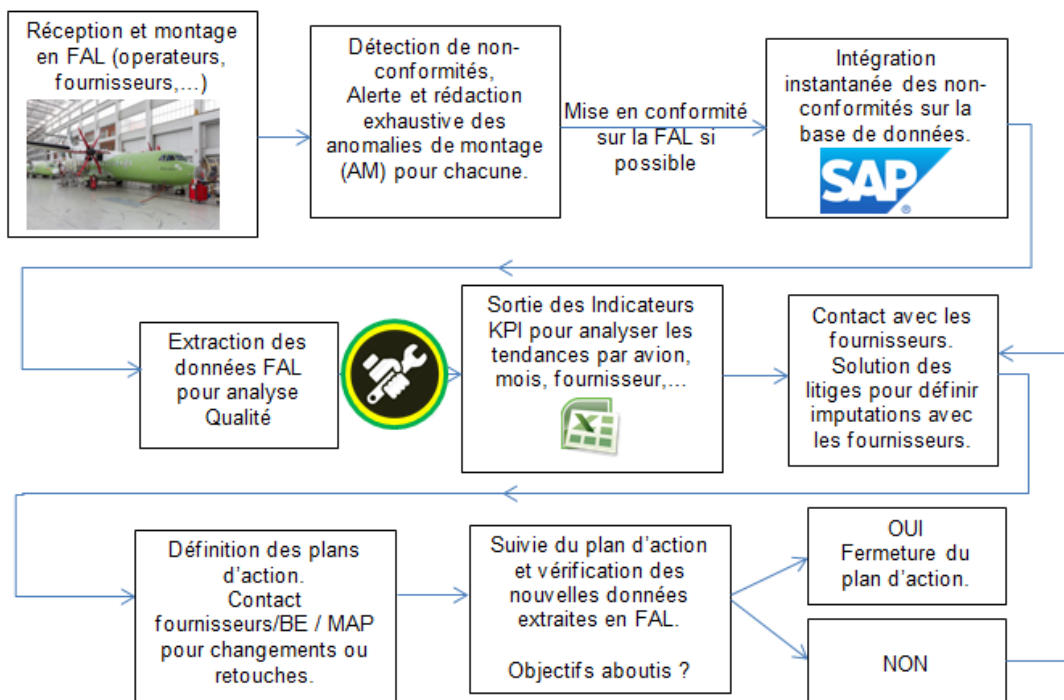 Réception et montage
en FAL (operateurs,
fournisseurs,...)
Détection de non-
conformités,
Alerte et rédaction
exhaustive des
anomalies de montage
(AM) pour chacune.
Mise en conformité
sur la FAL si
possible
Intégration
instantanée des non-
conformités sur la
base de données.
SAP
Extraction des
données FAL
pour analyse
Qualité
Sortie des Indicateurs
KPI pour analyser les
tendances par avion,
mois, fournisseur,...
X
Contact avec les
fournisseurs.
Solution des
litiges pour définir
imputations avec
les fournisseurs.
Définition des plans
d'action.
Contact
fournisseurs/BE / MAP
pour changements ou
retouches.
Suivie du plan d'action
et vérification des
nouvelles données
extraites en FAL.
Objectifs aboutis ?
OUI
Fermeture du
plan d'action.
NON